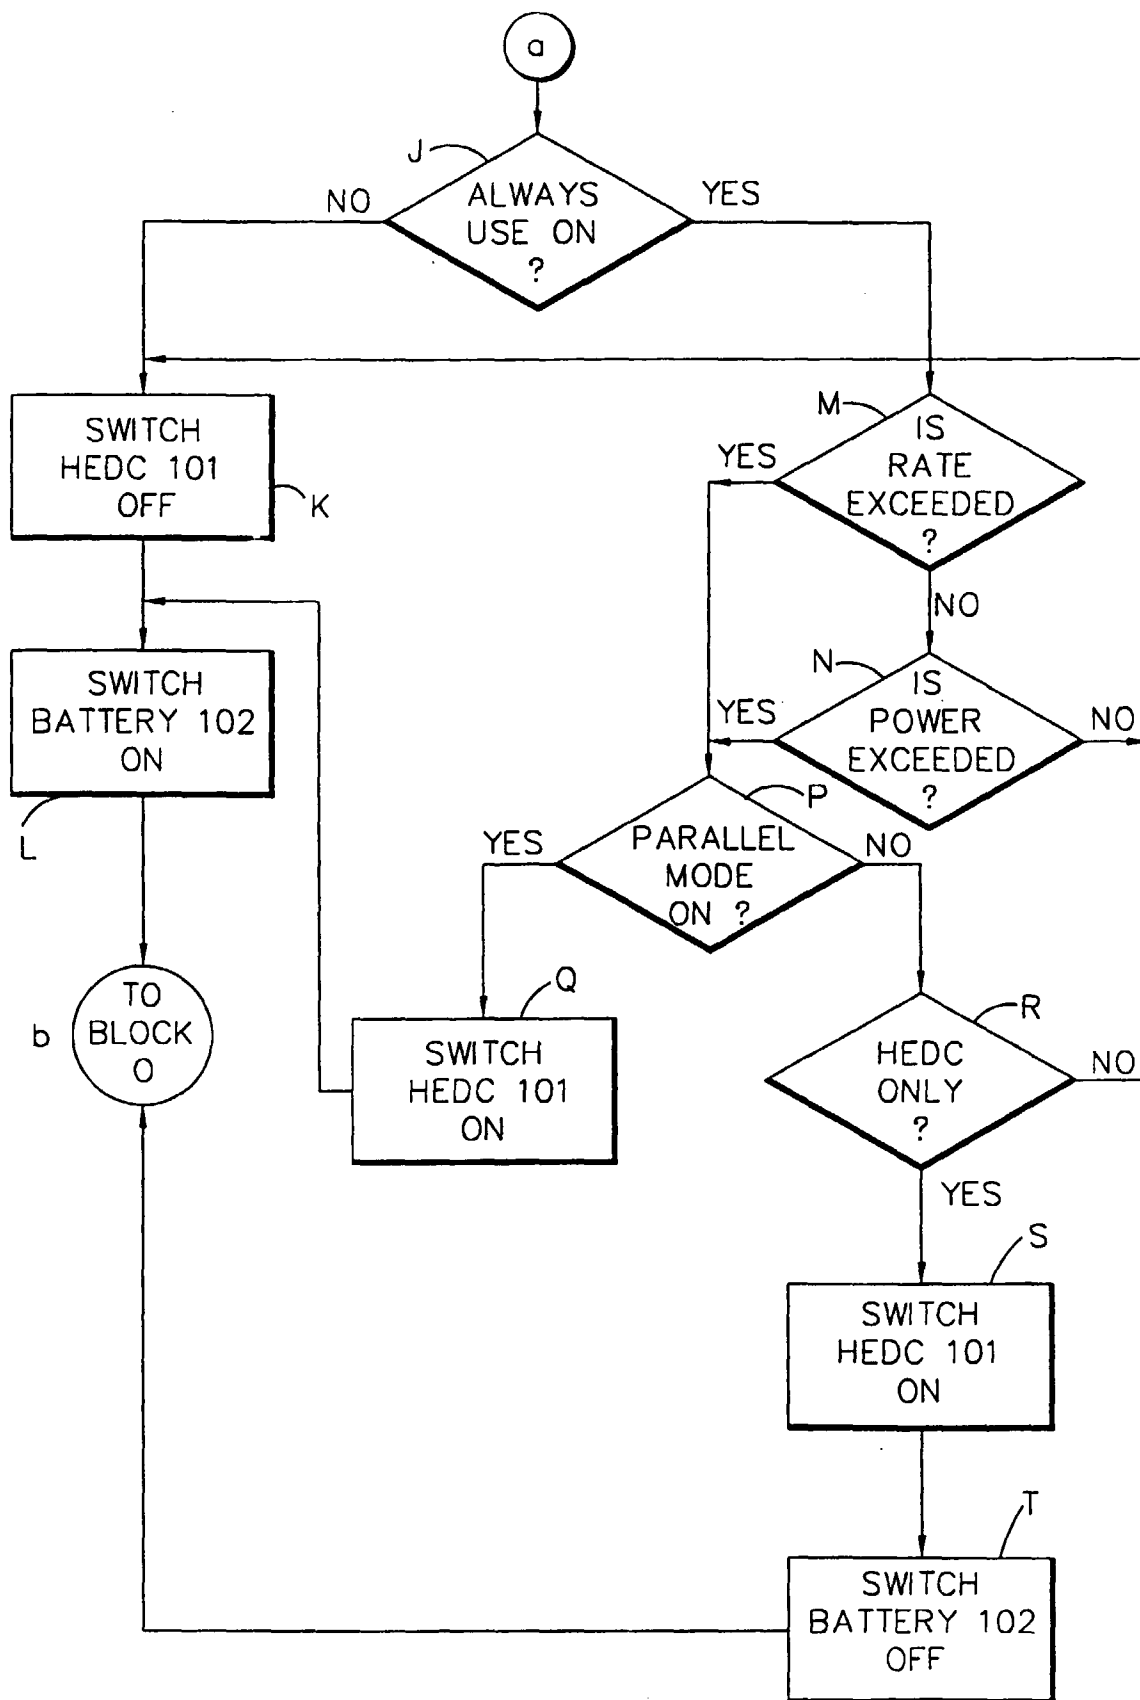 a
J
ALWAYS
USE ON
?
NO
YES
SWITCH
HEDC 101
OFF
K
M
IS
RATE
EXCEEDED
?
YES
NO
SWITCH
BATTERY 102
ON
L
N
IS
POWER
EXCEEDED
?
YES
NO
P
PARALLEL
MODE
ON ?
YES
NO
b
TO
BLOCK
O
Q
SWITCH
HEDC 101
ON
R
HEDC
ONLY
?
NO
YES
S
SWITCH
HEDC 101
ON
T
SWITCH
BATTERY 102
OFF